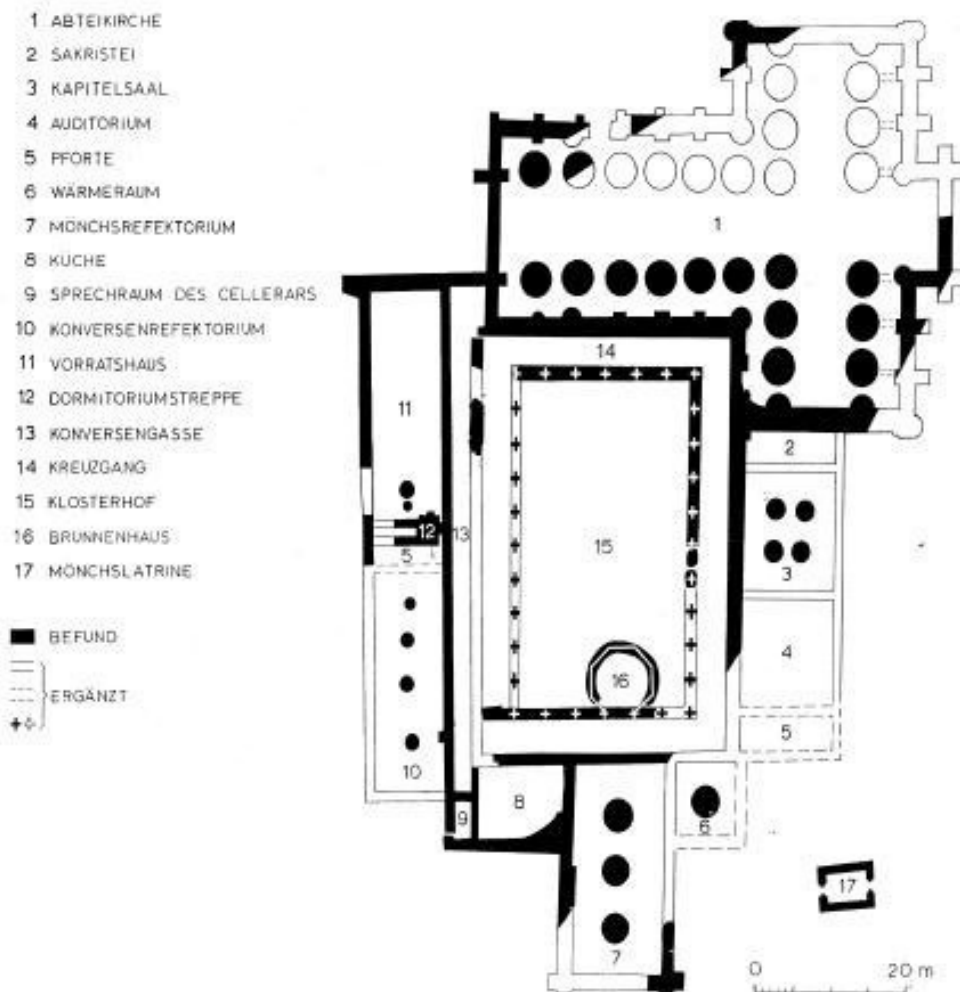 1 ABTEIKIRCHE
2 SAKRISTEI
3 KAPITELSAAL
4 AUDITORIUM
5 PFORTE
6 WÄRMERAUM
7 MÖNCHSREFEKTORIUM
8 KÜCHE
9 SPRECHRAUM DES CELLERARS
10 KONVERSENREFEKTORIUM
11 VORRATSHAUS
12 DORMITORIUMSTREPPE
13 KONVERSENGASSE
14 KREUZGANG
15 KLOSTERHOF
16 BRUNNENHAUS
17 MÖNCHSLATRINE
BEFUND
ERGÄNZT
1
14
11
2
12
13
15
3
5
4
16
5
10
8
6
9
17
7
0 20 m